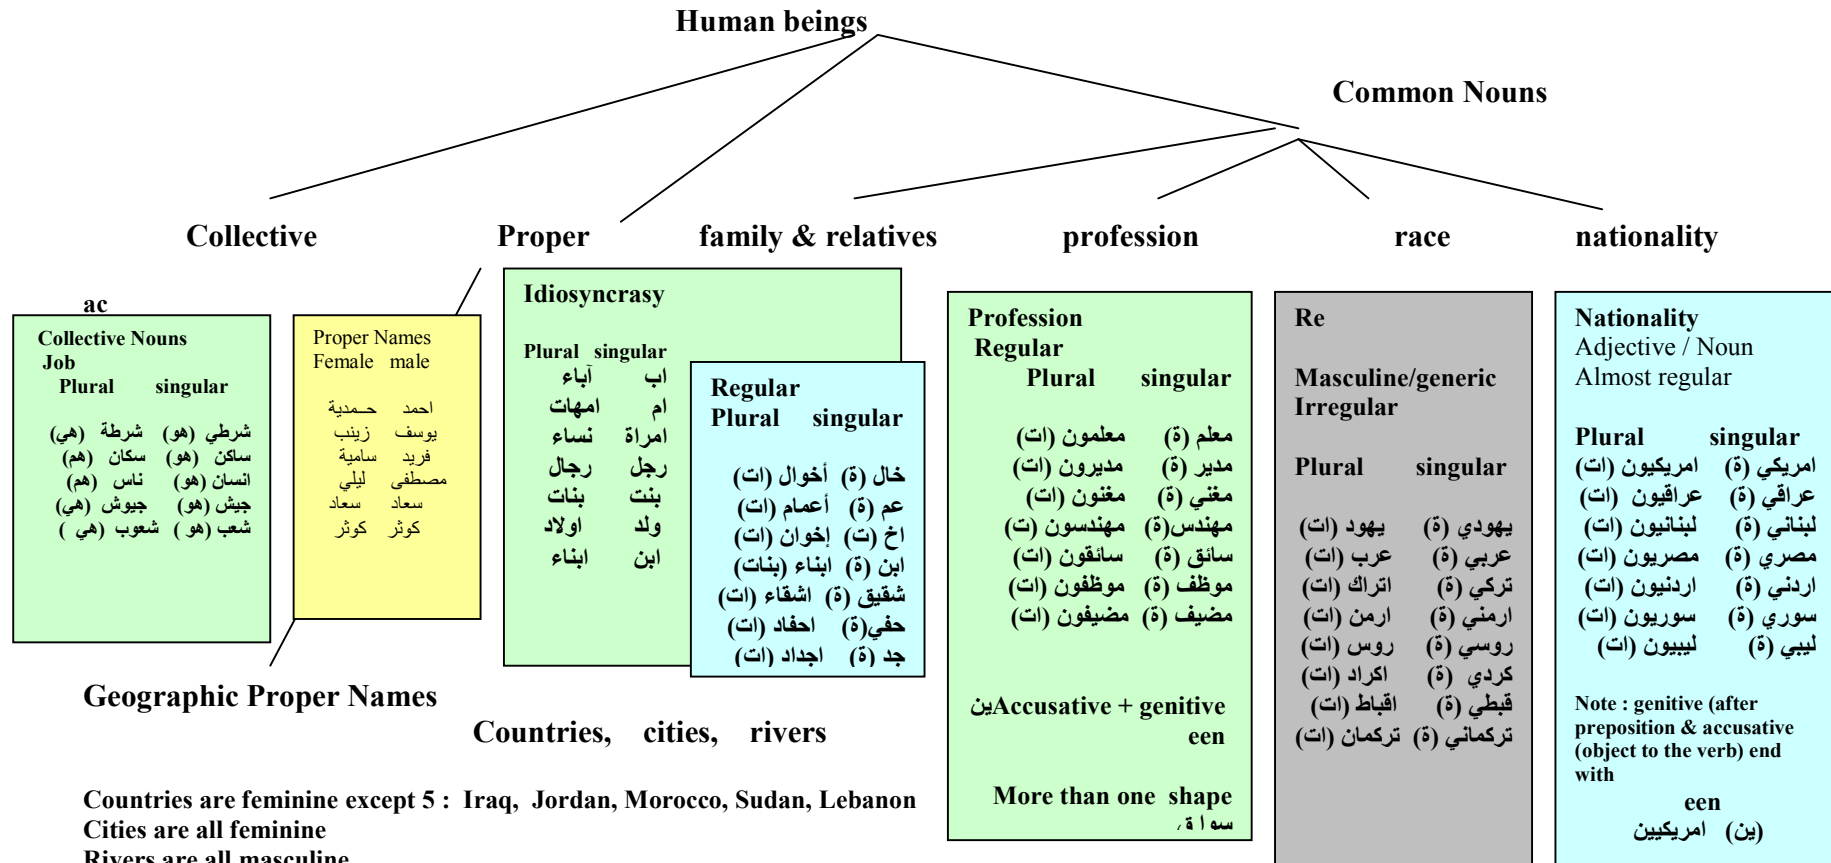 Human beings
Common Nouns
Collective Proper family & relatives profession race nationality
ac
Collective Nouns
Job
Plural singular
شرطي (هو) شرطة (هي)
ساكن (هو) سكان (هم)
انسان (هو) ناس (هم)
جيش (هو) جيوش (هي)
شعب (هو ) شعوب (هي )
Proper Names
Female male
احمد حــمدية
يوسف زينب
فريد سامية
مصطفى ليلي
سعاد سعاد
كوثر كوثر
Idiosyncrasy
Plural singular
اب آباء
ام امهات
امراة نساء
رجل رجال
بنت بنات
ولد اولاد
ابن ابناء
Regular
Plural singular
خال (ة) أخوال (ات)
عم (ة) أعمام (ات)
اخ (ت) إخوان (ات)
ابن (ة) ابناء (بنات)
شقيق (ة) اشقاء (ات)
حفي(ة) احفاد (ات)
جد (ة) اجداد (ات)
Profession
Regular
Plural singular
معلم (ة) معلمون (ات)
مدير (ة) مديرون (ات)
مغني (ة) مغنون (ات)
مهندس(ة) مهندسون (ت)
سائق (ة) سائقون (ات)
موظف (ة) موظفون (ات)
مضيف (ة) مضيفون (ات)
ينAccusative + genitive
een
More than one shape
Re
Masculine/generic
Irregular
Plural singular
يهودي (ة) يهود (ات)
عربي (ة) عرب (ات)
تركي (ة) اتراك (ات)
ارمني (ة) ارمن (ات)
روسي (ة) روس (ات)
كردي (ة) اكراد (ات)
قبطي (ة) اقباط (ات)
تركماني (ة) تركمان (ات)
Nationality
Adjective / Noun
Almost regular
Plural singular
امريكي (ة) امريكيون (ات)
عراقي (ة) عراقيون (ات)
لبناني (ة) لبنانيون (ات)
مصري (ة) مصريون (ات)
اردني (ة) اردنيون (ات)
سوري (ة) سوريون (ات)
ليبي (ة) ليبيون (ات)
Note : genitive (after
preposition & accusative
(object to the verb) end
with
een
(ين) امريكيين
Geographic Proper Names
Countries, cities, rivers
Countries are feminine except 5 : Iraq, Jordan, Morocco, Sudan, Lebanon
Cities are all feminine
Rivers are all masculine